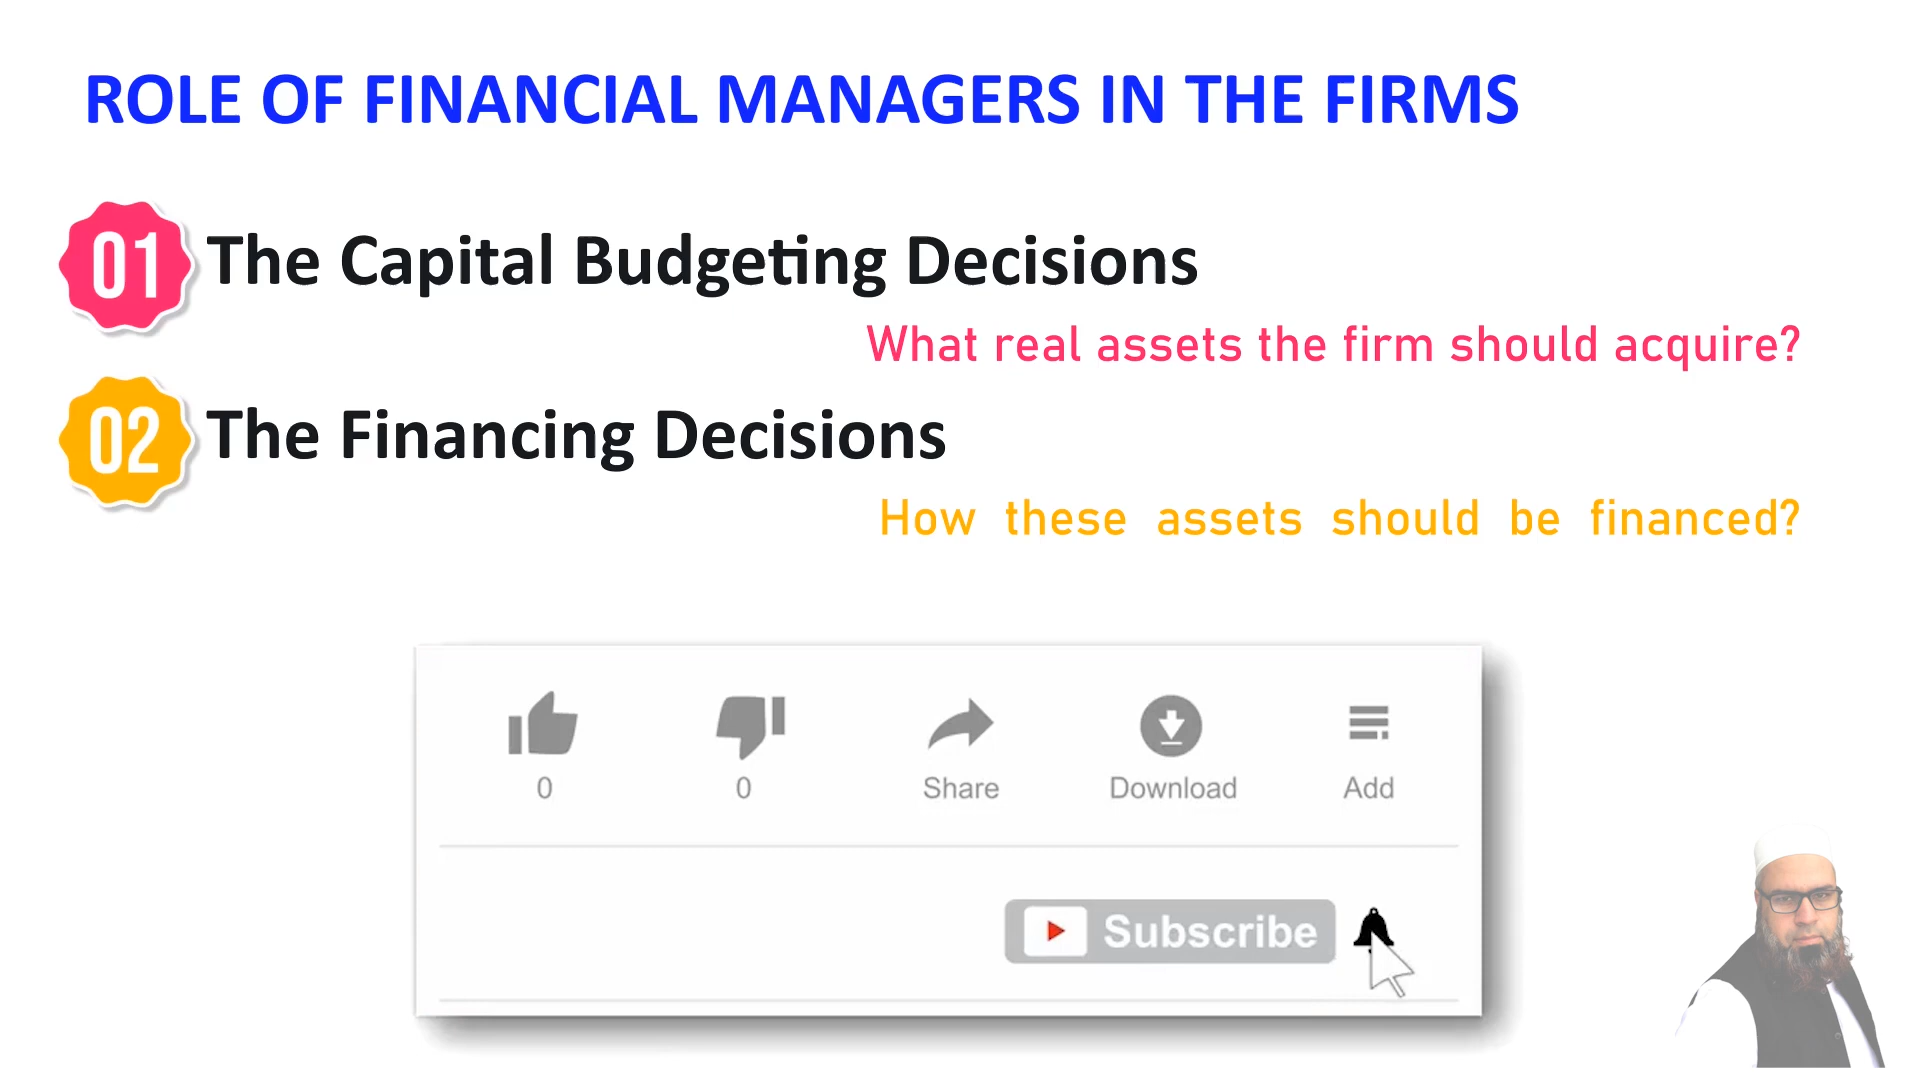 ROLE OF FINANCIAL MANAGERS IN THE FIRMS
01 The Capital Budgeting Decisions
What real assets the firm should acquire?
02 The Financing Decisions
How these assets should be financed?
0 0 Share Download Add
Subscribe